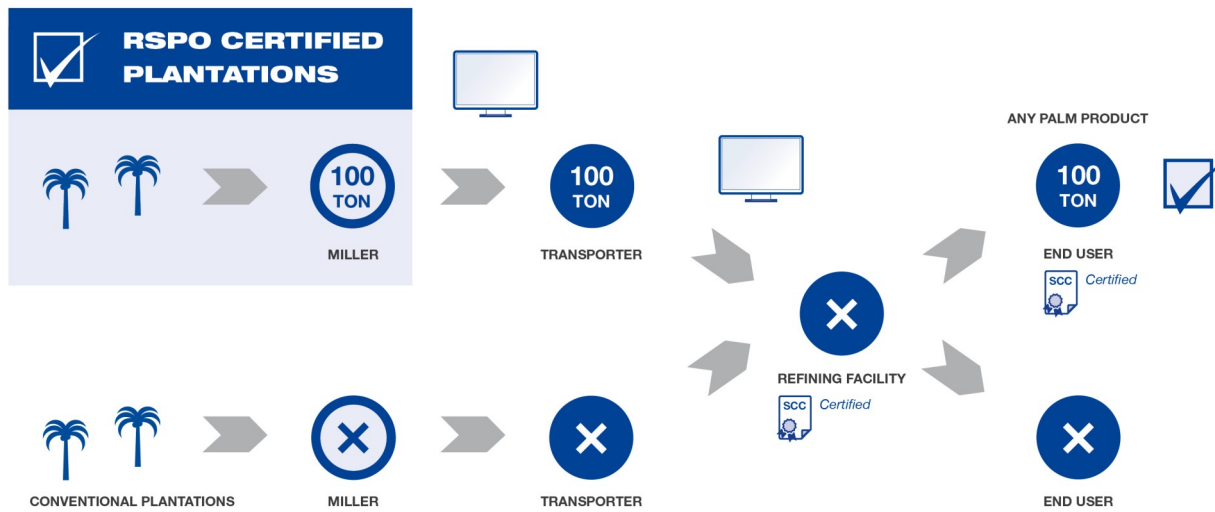 RSPO CERTIFIED
PLANTATIONS
ANY PALM PRODUCT
100
TON
100
TON
100
TON
MILLER
TRANSPORTER
END USER
SCC
Certified
REFINING FACILITY
SCC
Certified
CONVENTIONAL PLANTATIONS
MILLER
TRANSPORTER
END USER